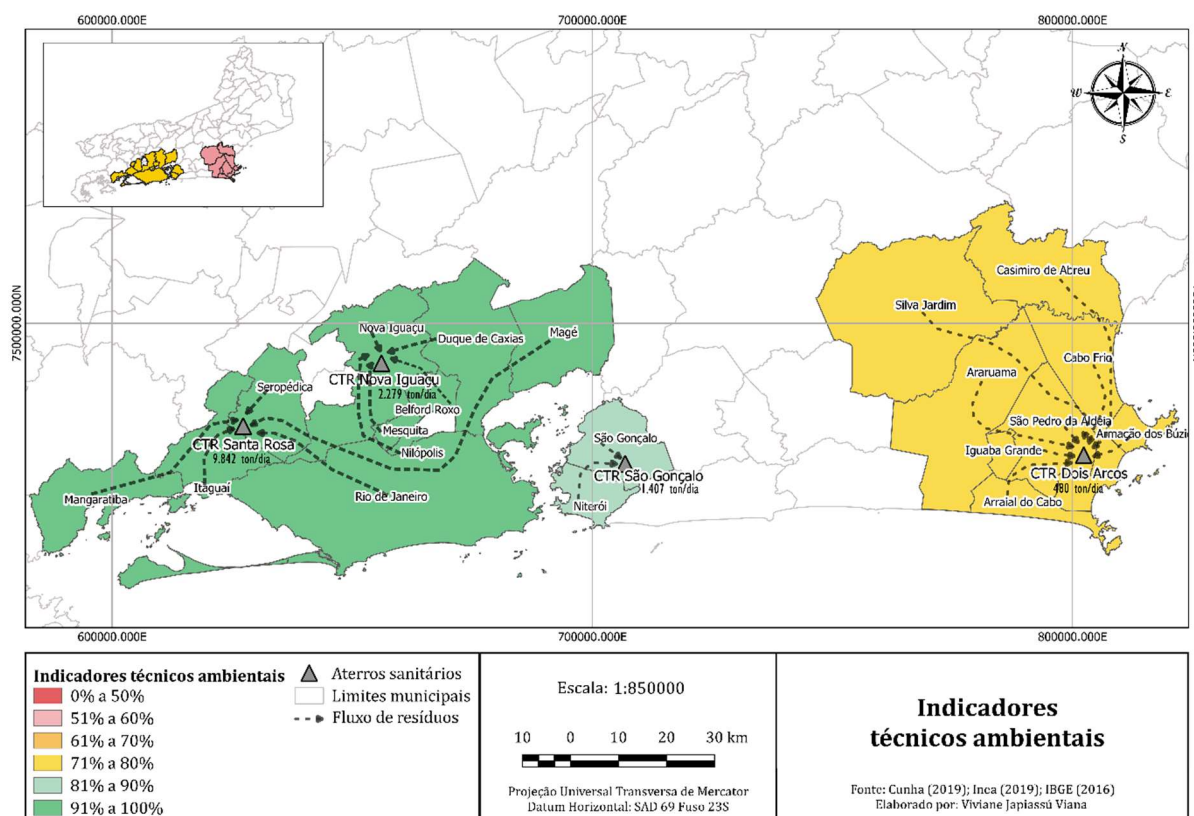 600000.000E 700000.000E 800000.000E
N
W E
S
Casimiro de Abreu
Silva Jardim
7500000.000N
Nova Iguaçu
Duque de Caxias
Magé
Cabo Frio
CTR Nova Iguaçu
2.279 ton/dia
Araruama
Seropédica
Belford Roxo
São Pedro da Aldeia
Mesquita
São Gonçalo
Armação dos Búzio
CTR Santa Rosa
9.842 ton/dia
Nilópolis
Iguaba Grande
CTR São Gonçalo
1.407 ton/dia
CTR Dois Arcos
480 ton/dia
Mangaratiba
Itaguaí
Rio de Janeiro
Niterói
Arraial do Cabo
600000.000E 700000.000E 800000.000E
Indicadores técnicos ambientais
0% a 50%
51% a 60%
61% a 70%
71% a 80%
81% a 90%
91% a 100%
Aterros sanitários
Limites municipais
Fluxo de resíduos
Escala: 1:850000
10 0 10 20 30 km
Projeção Universal Transversa de Mercator
Datum Horizontal: SAD 69 Fuso 23S
Indicadores
técnicos ambientais
Fonte: Cunha (2019); Inea (2019); IBGE (2016)
Elaborado por: Viviane Japiassú Viana